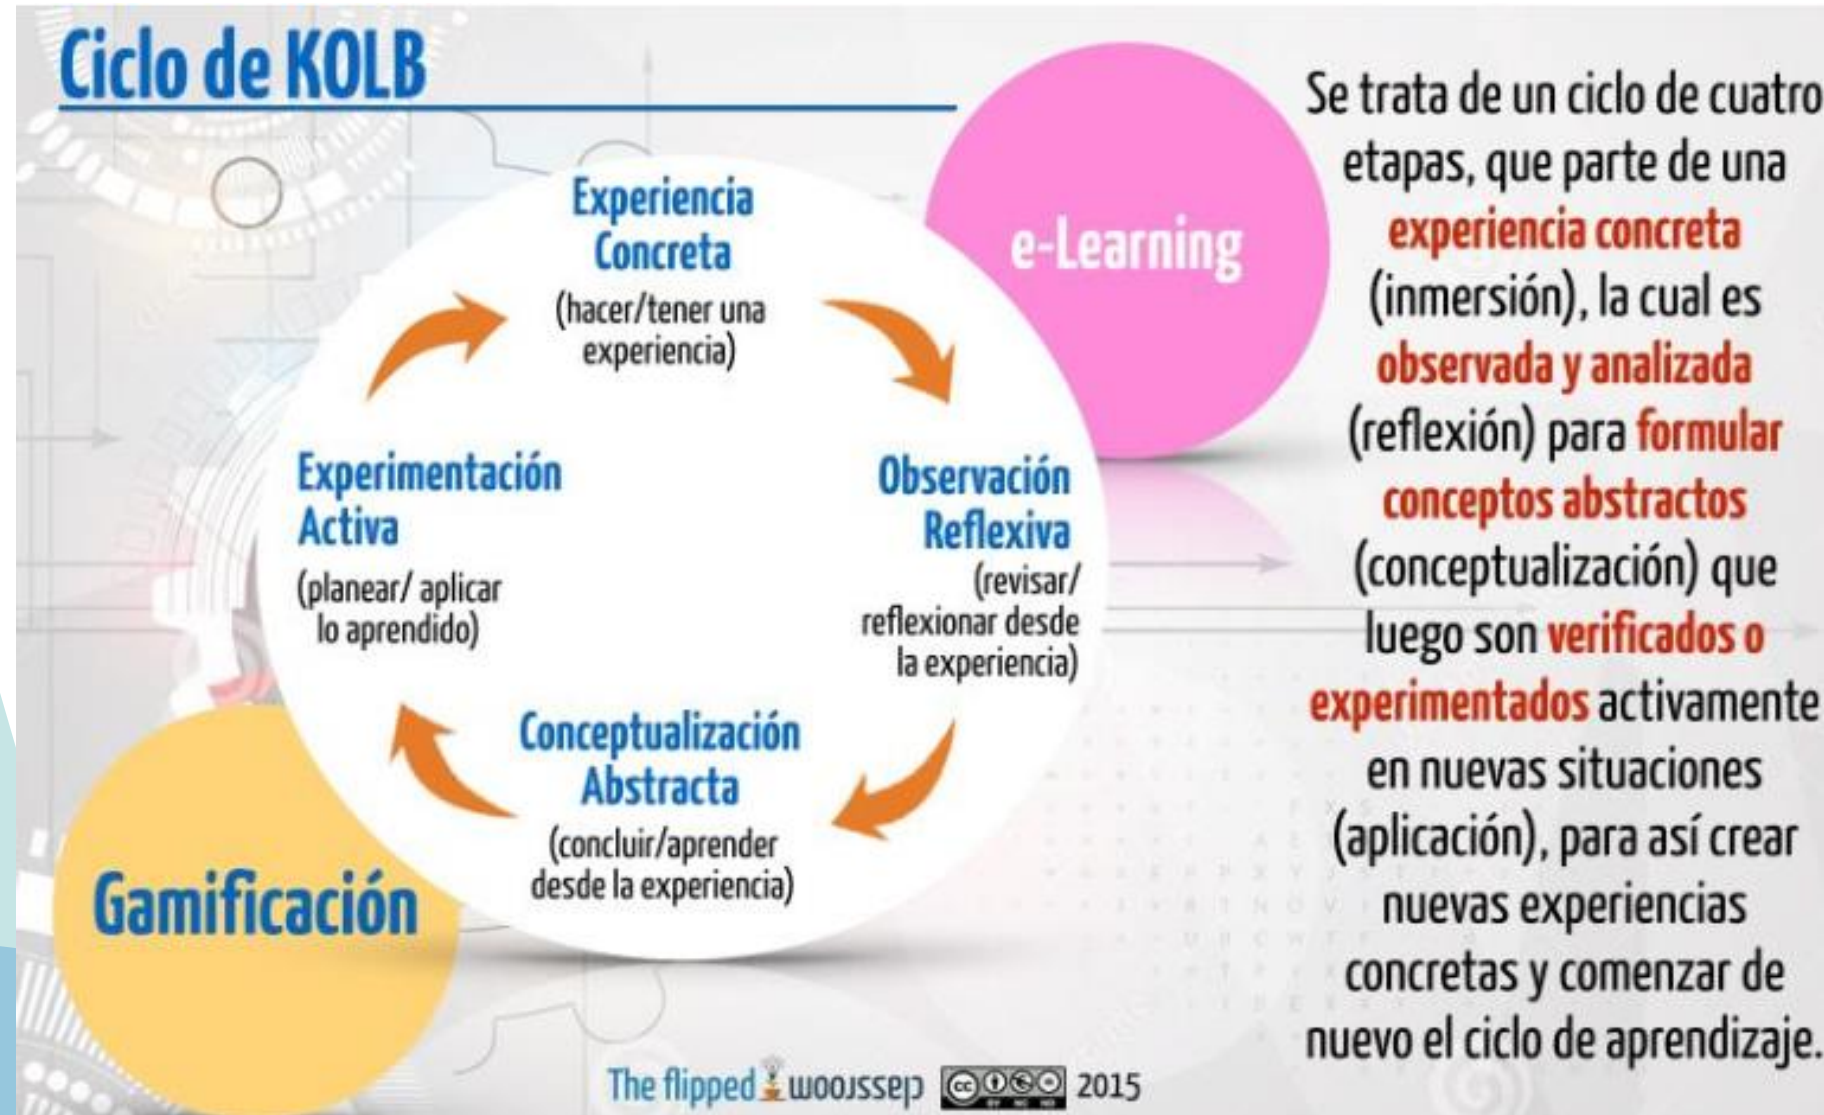 Ciclo de KOLB
Experiencia
Concreta
(hacer/tener una
experiencia)
e-Learning
Experimentación
Activa
(planear/ aplicar
lo aprendido)
Observación
Reflexiva
(revisar/
reflexionar desde
la experiencia)
Conceptualización
Abstracta
(concluir/aprender
desde la experiencia)
Gamificación
Se trata de un ciclo de cuatro
etapas, que parte de una
experiencia concreta
(inmersión), la cual es
observada y analizada
(reflexión) para formular
conceptos abstractos
(conceptualización) que
luego son verificados o
experimentados activamente
en nuevas situaciones
(aplicación), para así crear
nuevas experiencias
concretas y comenzar de
nuevo el ciclo de aprendizaje.
The flipped classroom cc BY NC ND 2015